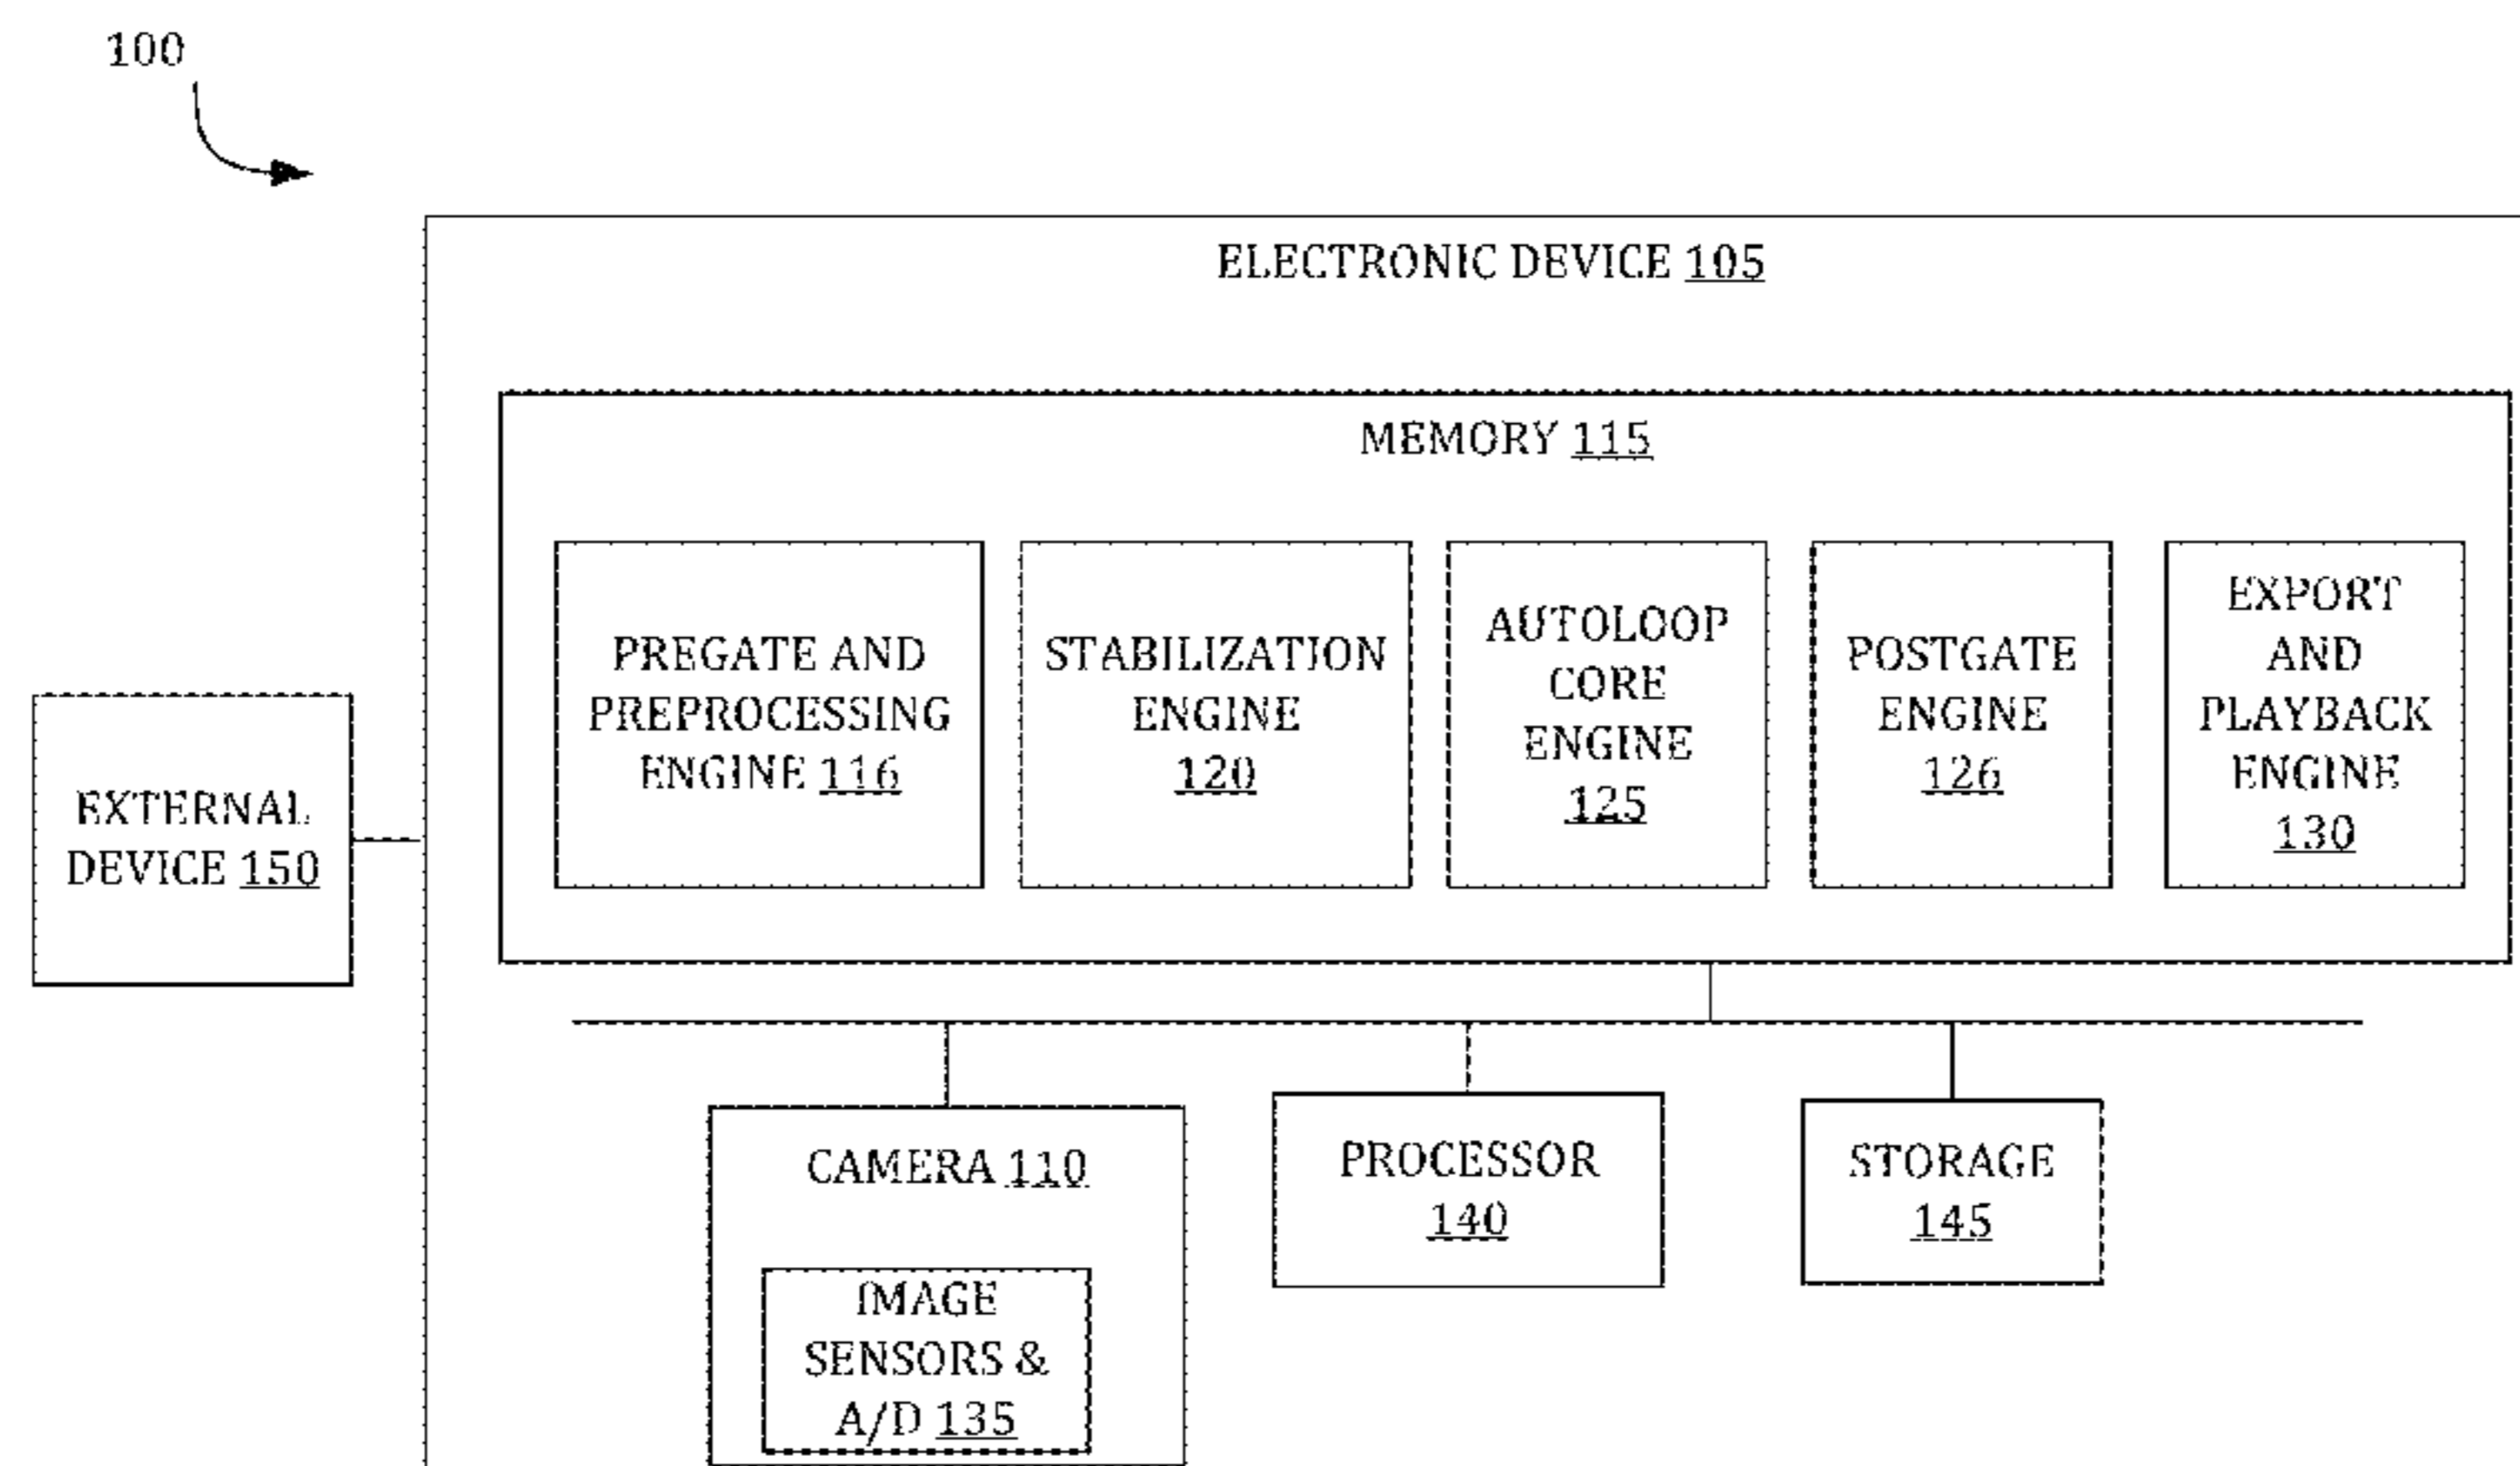 100
ELECTRONIC DEVICE 105
MEMORY 115
PREGATE AND
PREPROCESSING
ENGINE 116
STABILIZATION
ENGINE
120
AUTOLOOP
CORE
ENGINE
125
POSTGATE
ENGINE
126
EXPORT
AND
PLAYBACK
ENGINE
130
EXTERNAL
DEVICE 150
CAMERA 110
IMAGE
SENSORS &
A/D 135
PROCESSOR
140
STORAGE
145